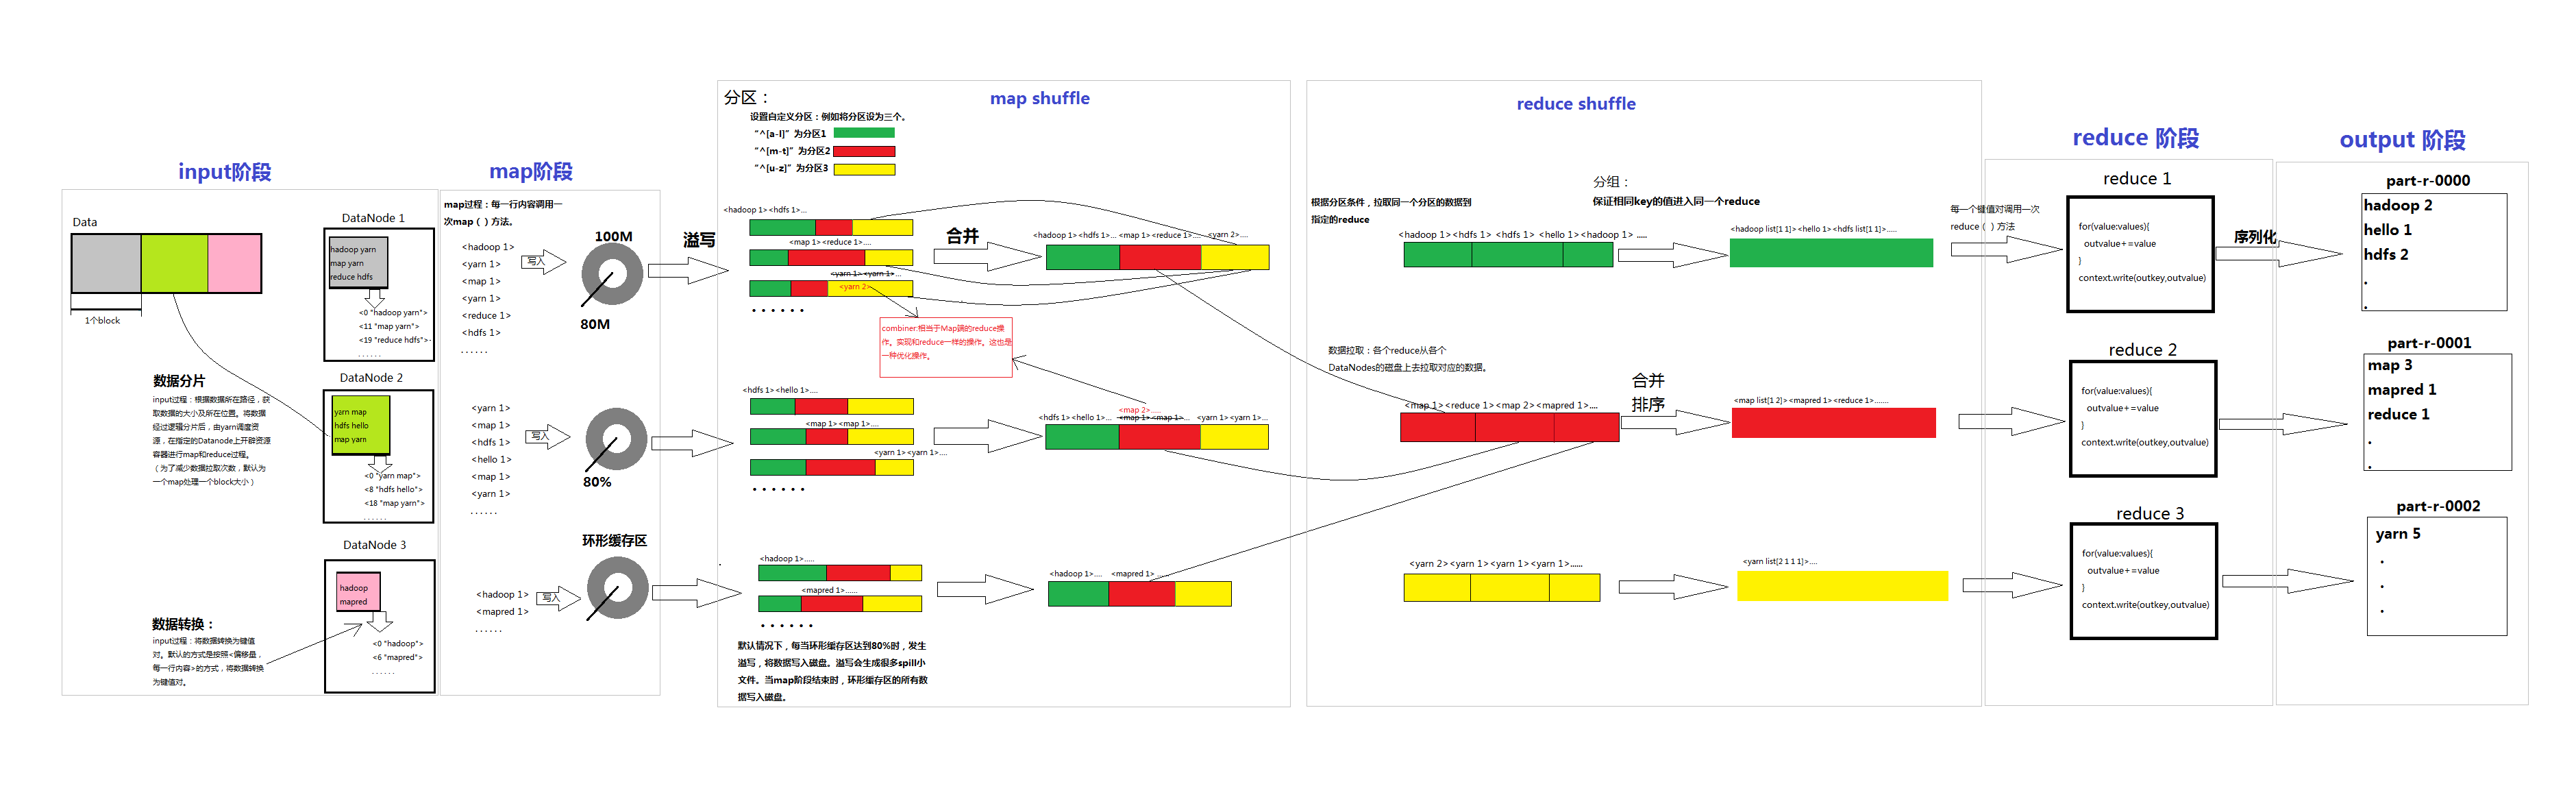 input阶段
Data
1个block
数据分片
input过程：根据数据所在路径，获
取数据的大小及所在位置。将数据
经过逻辑分片后，由yarn调度资
源，在指定的Datanode上开辟资源
容器进行map和reduce过程。
（为了减少数据拉取次数，默认为
一个map处理一个block大小）
数据转换：
input过程：将数据转换为键值
对。默认的方式是按照<偏移量，
每一行内容>的方式，将数据转换
为键值对。
DataNode 1
hadoop yarn
map yarn
reduce hdfs
<0 "hadoop yarn">
<11 "map yarn">
<19 "reduce hdfs">·
......
DataNode 2
yarn map
hdfs hello
map yarn
<0 "yarn map">
<8 "hdfs hello">
<18 "map yarn">
......
DataNode 3
hadoop
mapred
<0 "hadoop">
<6 "mapred">
......
map阶段
map过程：每一行内容调用一
次map（）方法。
<hadoop 1>
<yarn 1>
<map 1>
<yarn 1>
<reduce 1>
<hdfs 1>
......
写入
100M
80M
<yarn 1>
<map 1>
<hdfs 1>
<hello 1>
<map 1>
<yarn 1>
......
写入
80%
环形缓存区
<hadoop 1>
<mapred 1>
......
写入
溢写
map shuffle
分区：
设置自定义分区：例如将分区设为三个。
“^[a-l]”为分区1
“^[m-t]”为分区2
“^[u-z]”为分区3
<hadoop 1><hdfs 1>...
<map 1><reduce 1>....
<yarn 1><yarn 1>...
<yarn 2>
......
合并
<hadoop 1><hdfs 1>... <map 1><reduce 1>.... <yarn 2>....
combiner:相当于Map端的reduce操
作。实现和reduce一样的操作。这也是
一种优化操作。
<hdfs 1><hello 1>....
<map 1><map 1>....
<yarn 1><yarn 1>....
......
<map 2>.....
<hdfs 1><hello 1>... <map 1><map 1>... <yarn 1><yarn 1>...
<hadoop 1>.....
<mapred 1>......
......
<hadoop 1>.... <mapred 1> ......
默认情况下，每当环形缓存区达到80%时，发生
溢写，将数据写入磁盘。溢写会生成很多spill小
文件。当map阶段结束时，环形缓存区的所有数
据写入磁盘。
reduce shuffle
根据分区条件，拉取同一个分区的数据到
指定的reduce
分组：
保证相同key的值进入同一个reduce
<hadoop 1><hdfs 1> <hdfs 1> <hello 1><hadoop 1> .....
<hadoop list[1 1]><hello 1><hdfs list[1 1]>....
数据拉取：各个reduce从各个
DataNodes的磁盘上去拉取对应的数据。
<map 1><reduce 1><map 2><mapred 1>....
合并
排序
<map list[1 2]><mapred 1><reduce 1>.......
<yarn 2><yarn 1><yarn 1><yarn 1>......
<yarn list[2 1 1 1]>....
每一个键值对调用一次
reduce（）方法
reduce 阶段
reduce 1
for(value:values){
outvalue+=value
}
context.write(outkey,outvalue)
reduce 2
for(value:values){
outvalue+=value
}
context.write(outkey,outvalue)
reduce 3
for(value:values){
outvalue+=value
}
context.write(outkey,outvalue)
序列化
output 阶段
part-r-0000
hadoop 2
hello 1
hdfs 2
.
.
part-r-0001
map 3
mapred 1
reduce 1
.
.
part-r-0002
yarn 5
.
.
.